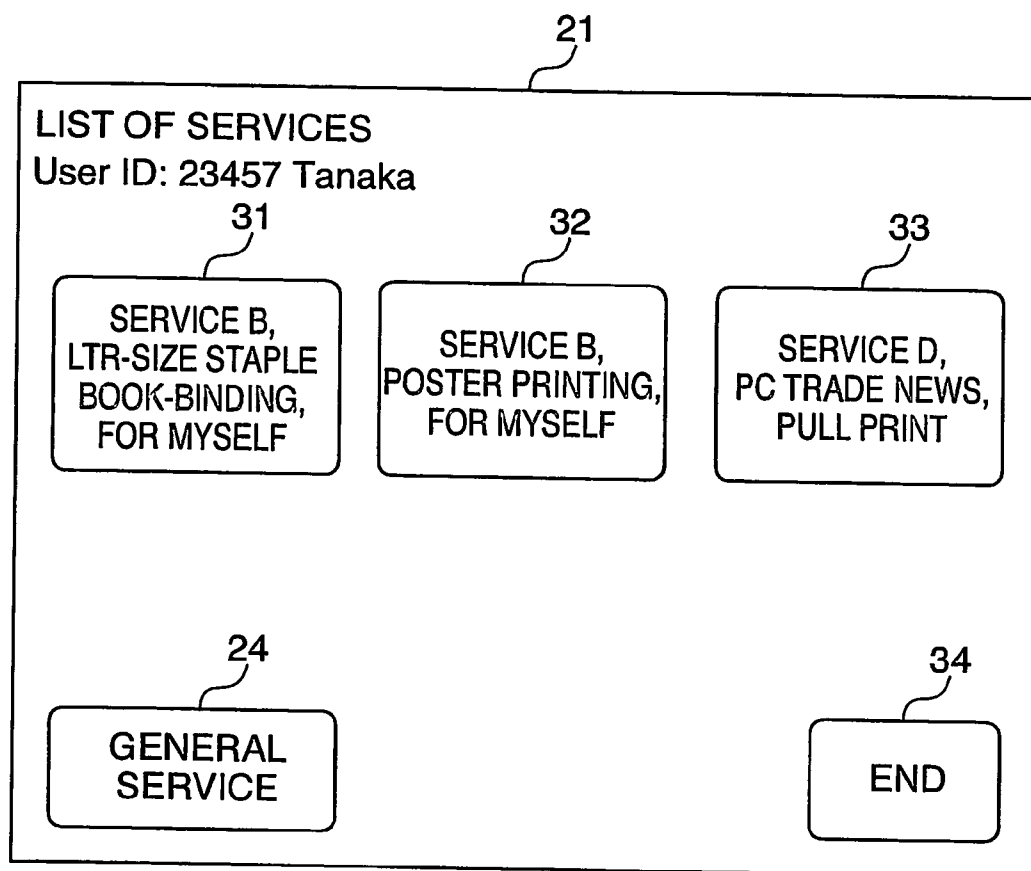 21
LIST OF SERVICES
User ID: 23457 Tanaka
31
32
33
SERVICE B,
LTR-SIZE STAPLE
BOOK-BINDING,
FOR MYSELF
SERVICE B,
POSTER PRINTING,
FOR MYSELF
SERVICE D,
PC TRADE NEWS,
PULL PRINT
24
34
GENERAL
SERVICE
END